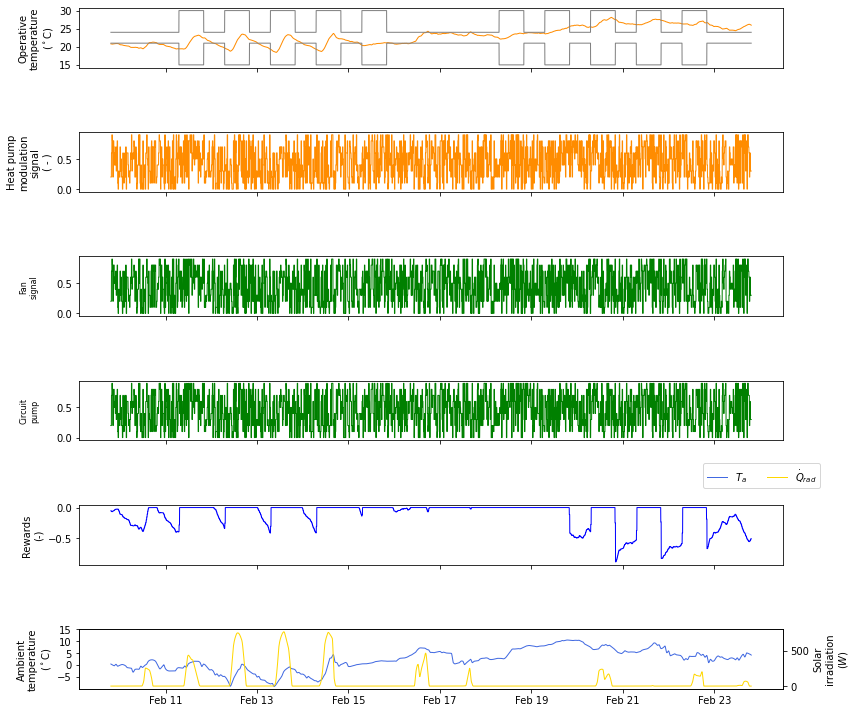 Operative
temperature
(°C)
30
25
20
15
Heat pump
modulation
signal
( - )
0.5
0.0
Fan
signal
0.5
0.0
Circuit
pump
0.5
0.0
T_a
Q̇_rad
Rewards
(-)
0.0
−0.5
Ambient
temperature
(°C)
15
10
5
0
−5
500
0
Solar
irradiation
(W)
Feb 11 Feb 13 Feb 15 Feb 17 Feb 19 Feb 21 Feb 23